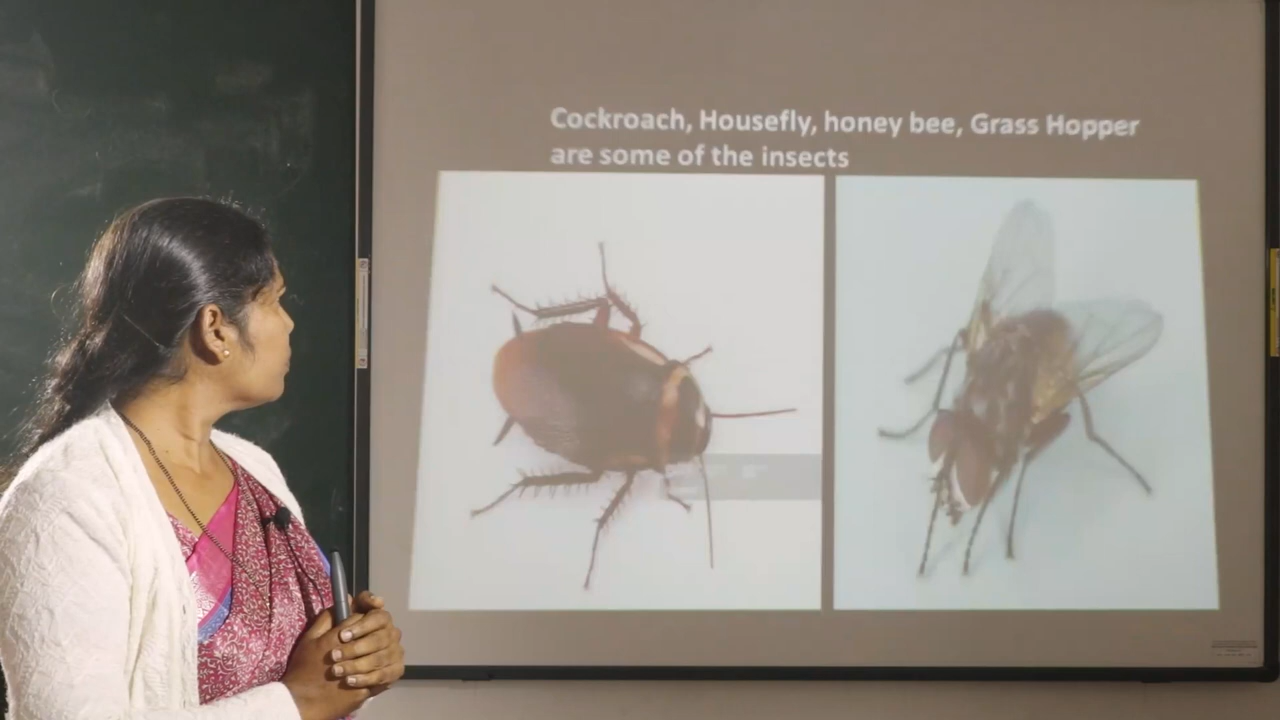 Cockroach, Housefly, honey bee, Grass Hopper
are some of the insects